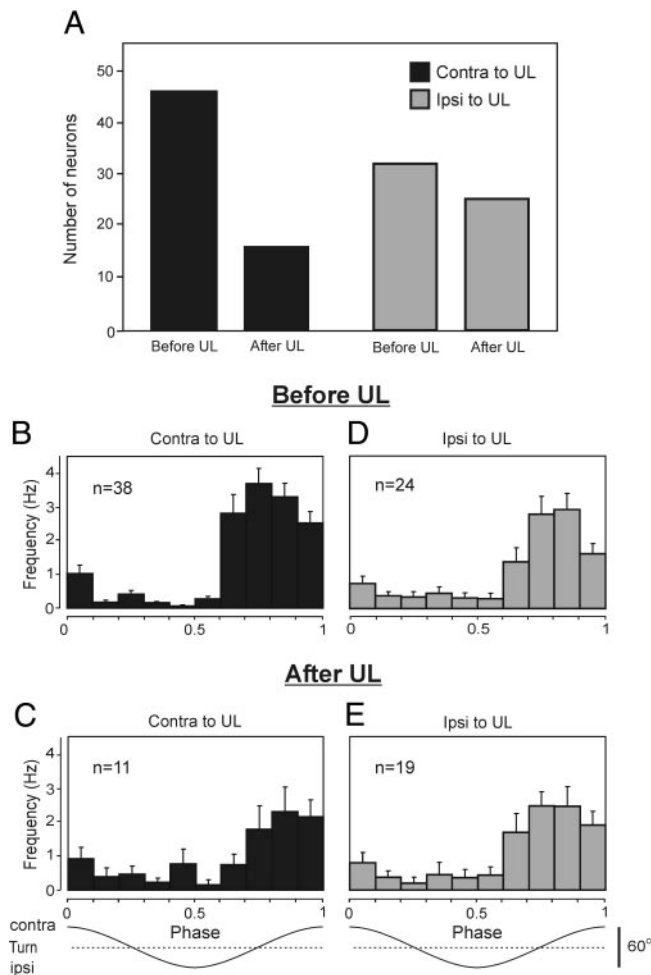 A
Number of neurons
50
40
30
20
10
0
Contra to UL
Ipsi to UL
Before UL After UL Before UL After UL
Before UL
B Contra to UL
Frequency (Hz)
4
3
2
1
0
n=38
0 0.5 1
D Ipsi to UL
n=24
0 0.5 1
After UL
C Contra to UL
Frequency (Hz)
4
3
2
1
0
n=11
0 0.5 1
E Ipsi to UL
n=19
0 0.5 1
contra
Turn
ipsi
Phase
Phase
60°